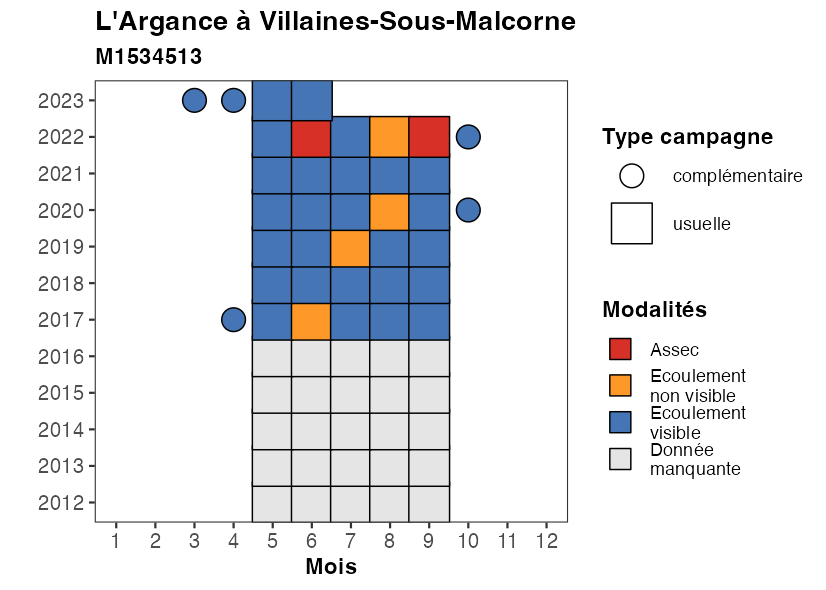 L'Argance à Villaines-Sous-Malcorne
M1534513
2023
2022
2021
2020
2019
2018
2017
2016
2015
2014
2013
2012
1 2 3 4 5 6 7 8 9 10 11 12
Mois
Type campagne
complémentaire
usuelle
Modalités
Assec
Ecoulement
non visible
Ecoulement
visible
Donnée
manquante